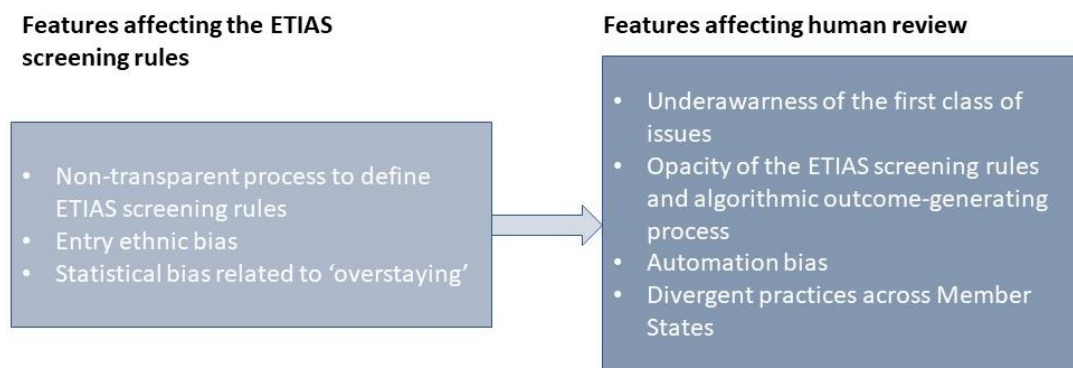 Features affecting the ETIAS
screening rules
• Non-transparent process to define
ETIAS screening rules
• Entry ethnic bias
• Statistical bias related to ‘overstaying’
Features affecting human review
• Underawarness of the first class of
issues
• Opacity of the ETIAS screening rules
and algorithmic outcome-generating
process
• Automation bias
• Divergent practices across Member
States